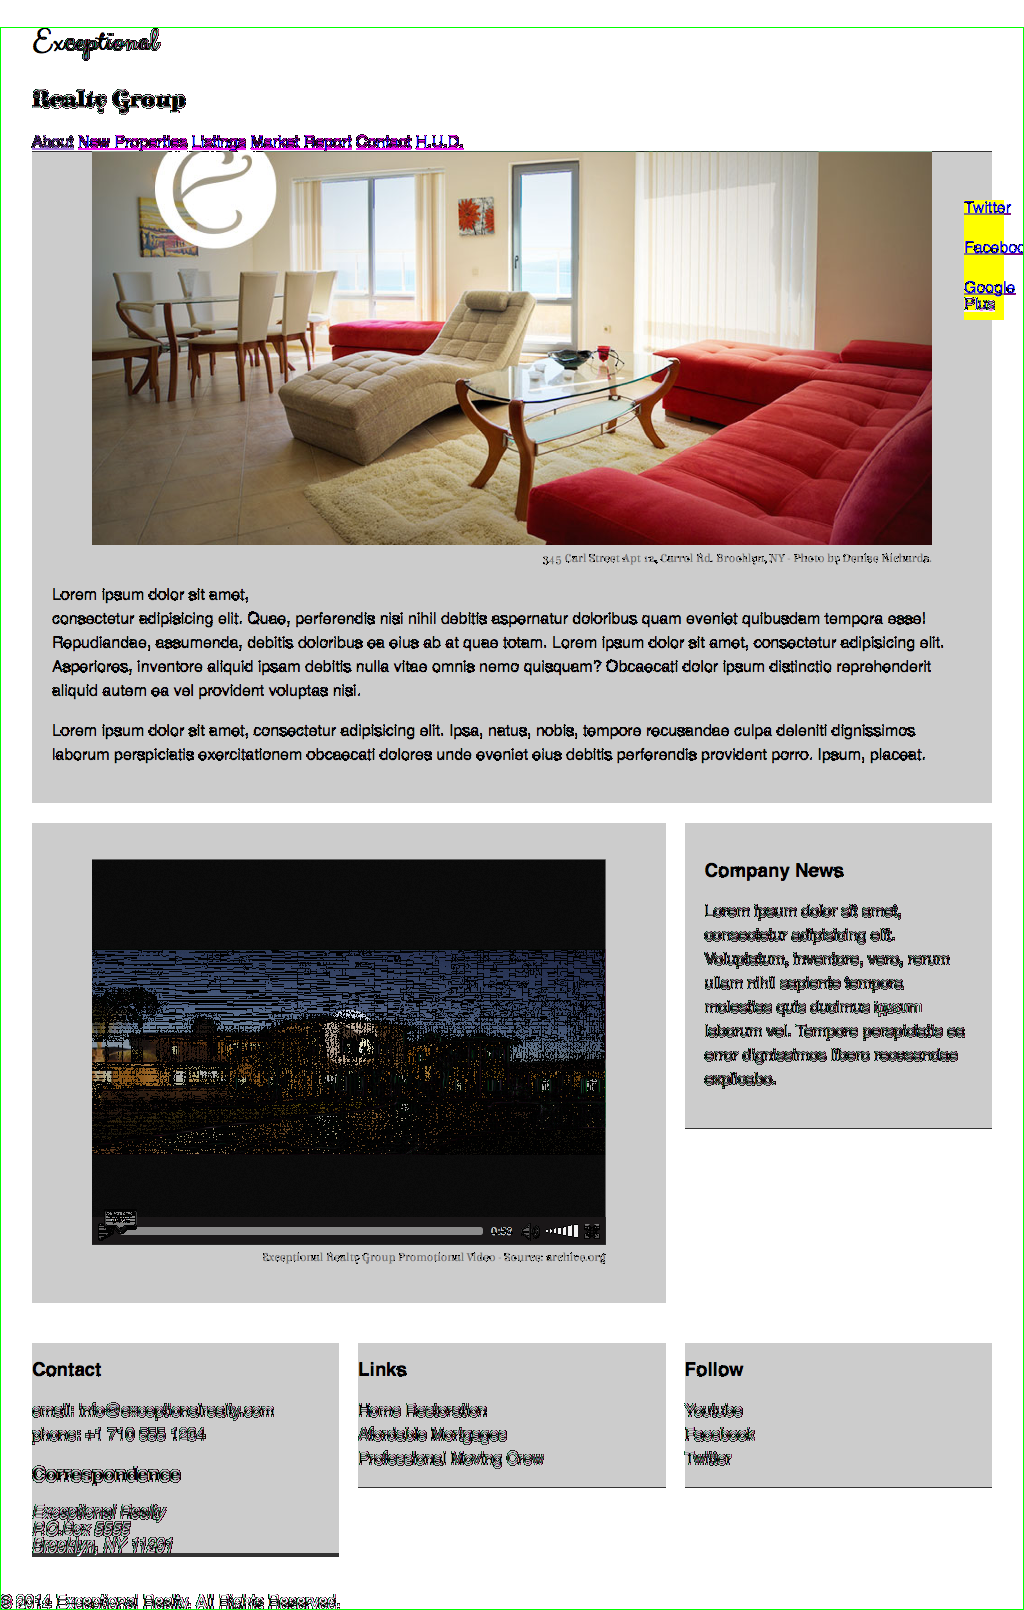 Exceptional
Realty Group
About New Properties Listings Market Report Contact H.U.D.
Twitter
Faceboo
Google
Plus
345 Carl Street Apt 12, Carrol Rd. Brooklyn, NY - Photo by Denise Richards.
Lorem ipsum dolor sit amet,
consectetur adipisicing elit. Quae, perferendis nisi nihil debitis aspernatur doloribus quam eveniet quibusdam tempora esse!
Repudiandae, assumenda, debitis doloribus ea eius ab at quae totam. Lorem ipsum dolor sit amet, consectetur adipisicing elit.
Asperiores, inventore aliquid ipsam debitis nulla vitae omnis nemo quisquam? Obcaecati dolor ipsum distinctio reprehenderit
aliquid autem ea vel provident voluptas nisi.
Lorem ipsum dolor sit amet, consectetur adipisicing elit. Ipsa, natus, nobis, tempore recusandae culpa deleniti dignissimos
laborum perspiciatis exercitationem obcaecati dolores unde eveniet eius debitis perferendis provident porro. Ipsum, placeat.
Company News
Lorem ipsum dolor sit amet,
consectetur adipisicing elit.
Voluptatum, inventore, vero, rerum
ullam nihil sapiente tempora
molestias quis ducimus ipsum
laborum vel. Tempore perspiciatis ea
error dignissimos libero recusandae
explicabo.
Exceptional Realty Group Promotional Video - Source: archive.org
Contact
email: info@exceptionalrealty.com
phone: +1 710 555 1234
Correspondence
Exceptional Realty
P.O.Box 5555
Brooklyn, NY 11231
Links
Home Restoration
Affordable Mortgages
Professional Moving Crew
Follow
Youtube
Facebook
Twitter
© 2014 Exceptional Realty. All Rights Reserved.